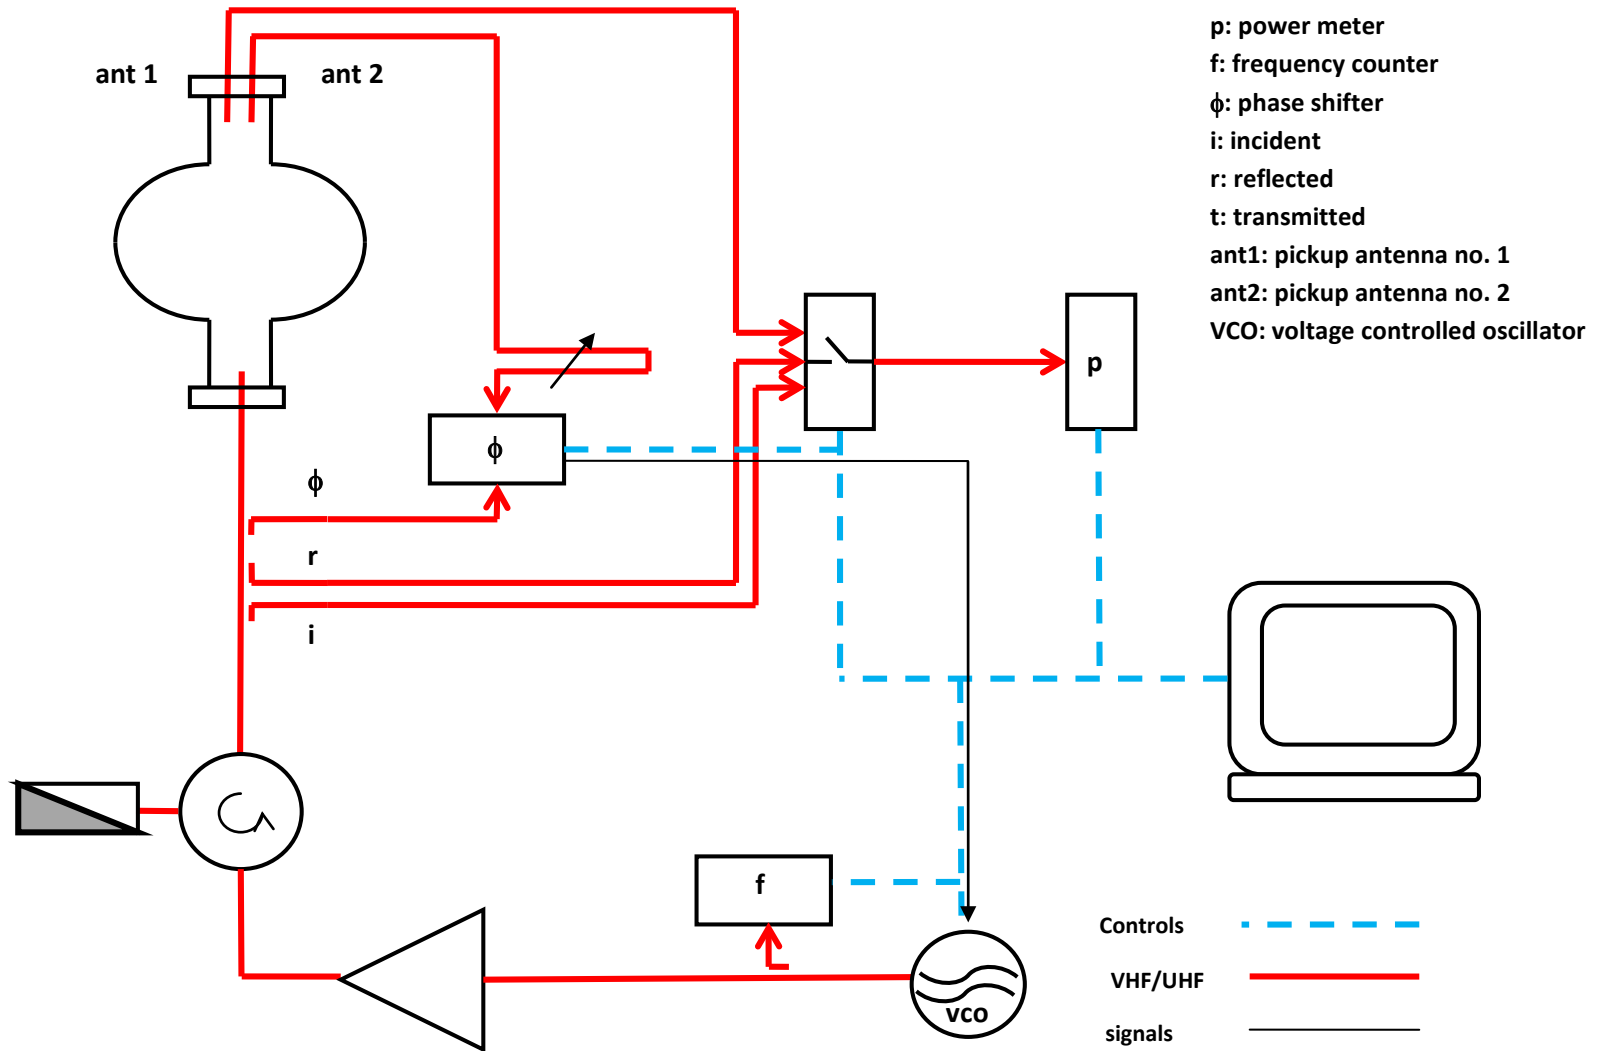 p: power meter
f: frequency counter
ϕ: phase shifter
i: incident
r: reflected
t: transmitted
ant1: pickup antenna no. 1
ant2: pickup antenna no. 2
VCO: voltage controlled oscillator
ant 1
ant 2
p
ϕ
ϕ
r
i
f
vco
Controls
VHF/UHF
signals